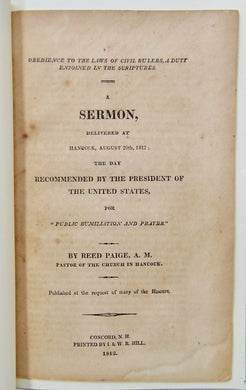 OBEDIENCE TO THE LAWS OF CIVIL RULERS, A DUTY
ENJOINED IN THE SCRIPTURES.
A
SERMON,
DELIVERED AT
HANCOCK, AUGUST 20th, 1812;
THE DAY
RECOMMENDED BY THE PRESIDENT OF
THE UNITED STATES,
FOR
"PUBLIC HUMILIATION AND PRAYER."
BY REED PAIGE, A. M.
PASTOR OF THE CHURCH IN HANCOCK.
Published at the request of many of the Hearers.
CONCORD, N. H.
PRINTED BY I. & W. R. HILL.
1812.